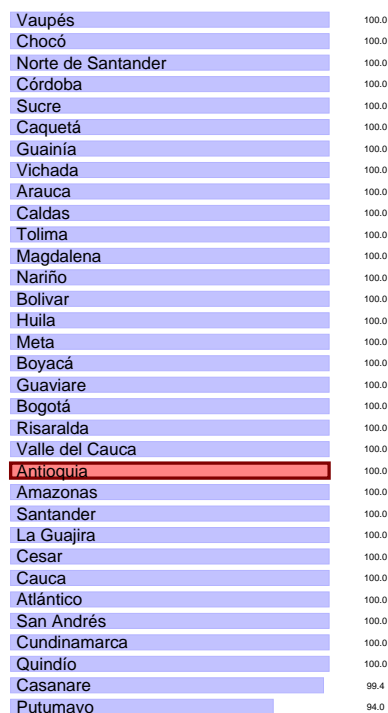 Vaupés 100.0
Chocó 100.0
Norte de Santander 100.0
Córdoba 100.0
Sucre 100.0
Caquetá 100.0
Guainía 100.0
Vichada 100.0
Arauca 100.0
Caldas 100.0
Tolima 100.0
Magdalena 100.0
Nariño 100.0
Bolivar 100.0
Huila 100.0
Meta 100.0
Boyacá 100.0
Guaviare 100.0
Bogotá 100.0
Risaralda 100.0
Valle del Cauca 100.0
Antioquia 100.0
Amazonas 100.0
Santander 100.0
La Guajira 100.0
Cesar 100.0
Cauca 100.0
Atlántico 100.0
San Andrés 100.0
Cundinamarca 100.0
Quindío 100.0
Casanare 99.4
Putumayo 94.0